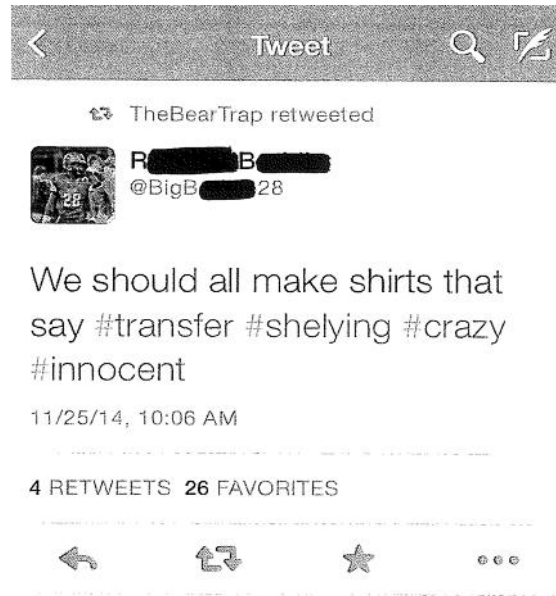 Tweet
TheBearTrap retweeted
R B
@BigB 28
28
We should all make shirts that
say #transfer #shelying #crazy
#innocent
11/25/14, 10:06 AM
4 RETWEETS 26 FAVORITES